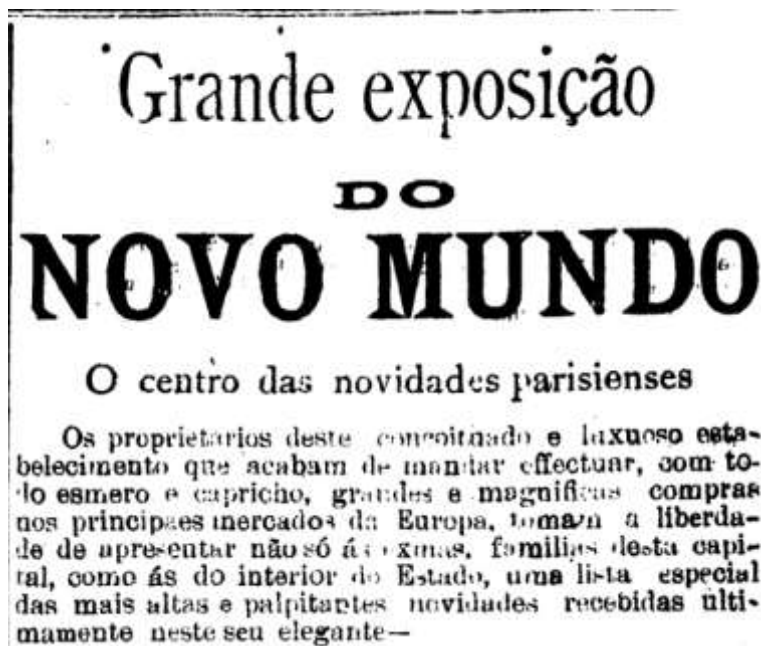 Grande exposição
DO
NOVO MUNDO
O centro das novidades parisienses
Os proprietarios deste conceituado e luxuoso esta-
belecimento que acabam de mandar effectuar, com to-
do esmero e capricho, grandes e magnificas compras
nos principaes mercados da Europa, tomam a liberda-
de de apresentar não só ás exmas. familias desta capi-
tal, como ás do interior do Estado, uma lista especial
das mais altas e palpitantes novidades recebidas ulti-
mamente neste seu elegante—